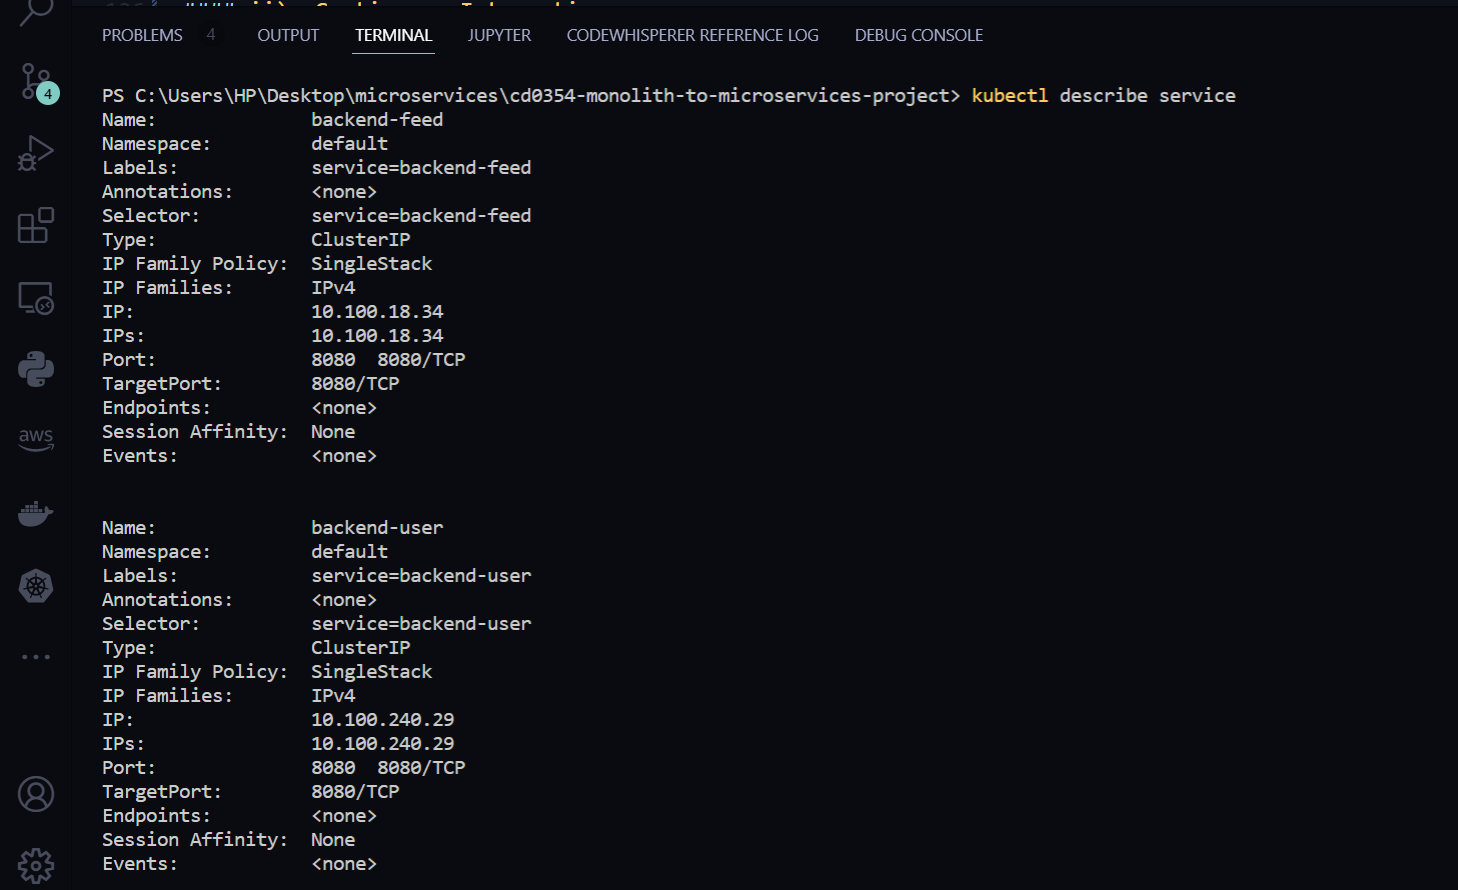 PROBLEMS 4 OUTPUT TERMINAL JUPYTER CODEWHISPERER REFERENCE LOG DEBUG CONSOLE
4
PS C:\Users\HP\Desktop\microservices\cd0354-monolith-to-microservices-project> kubectl describe service
Name: backend-feed
Namespace: default
Labels: service=backend-feed
Annotations: <none>
Selector: service=backend-feed
Type: ClusterIP
IP Family Policy: SingleStack
IP Families: IPv4
IP: 10.100.18.34
IPs: 10.100.18.34
Port: 8080 8080/TCP
TargetPort: 8080/TCP
Endpoints: <none>
Session Affinity: None
Events: <none>
aws
Name: backend-user
Namespace: default
Labels: service=backend-user
Annotations: <none>
Selector: service=backend-user
Type: ClusterIP
IP Family Policy: SingleStack
IP Families: IPv4
IP: 10.100.240.29
IPs: 10.100.240.29
Port: 8080 8080/TCP
TargetPort: 8080/TCP
Endpoints: <none>
Session Affinity: None
Events: <none>